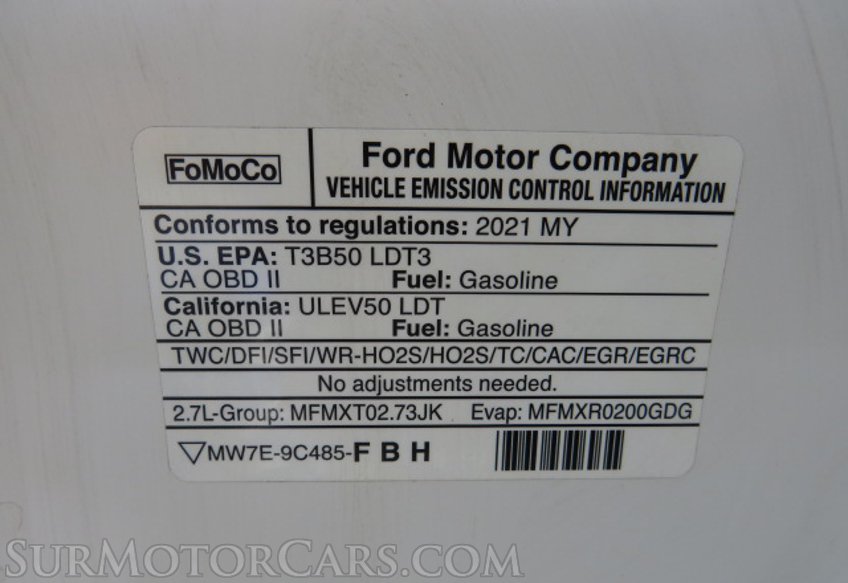 FoMoCo
Ford Motor Company
VEHICLE EMISSION CONTROL INFORMATION
Conforms to regulations: 2021 MY
U.S. EPA: T3B50 LDT3
CA OBD II Fuel: Gasoline
California: ULEV50 LDT
CA OBD II Fuel: Gasoline
TWC/DFI/SFI/WR-HO2S/HO2S/TC/CAC/EGR/EGRC
No adjustments needed.
2.7L-Group: MFMXT02.73JK Evap: MFMXR0200GDG
▽MW7E-9C485-F B H
SurMotorCars.com